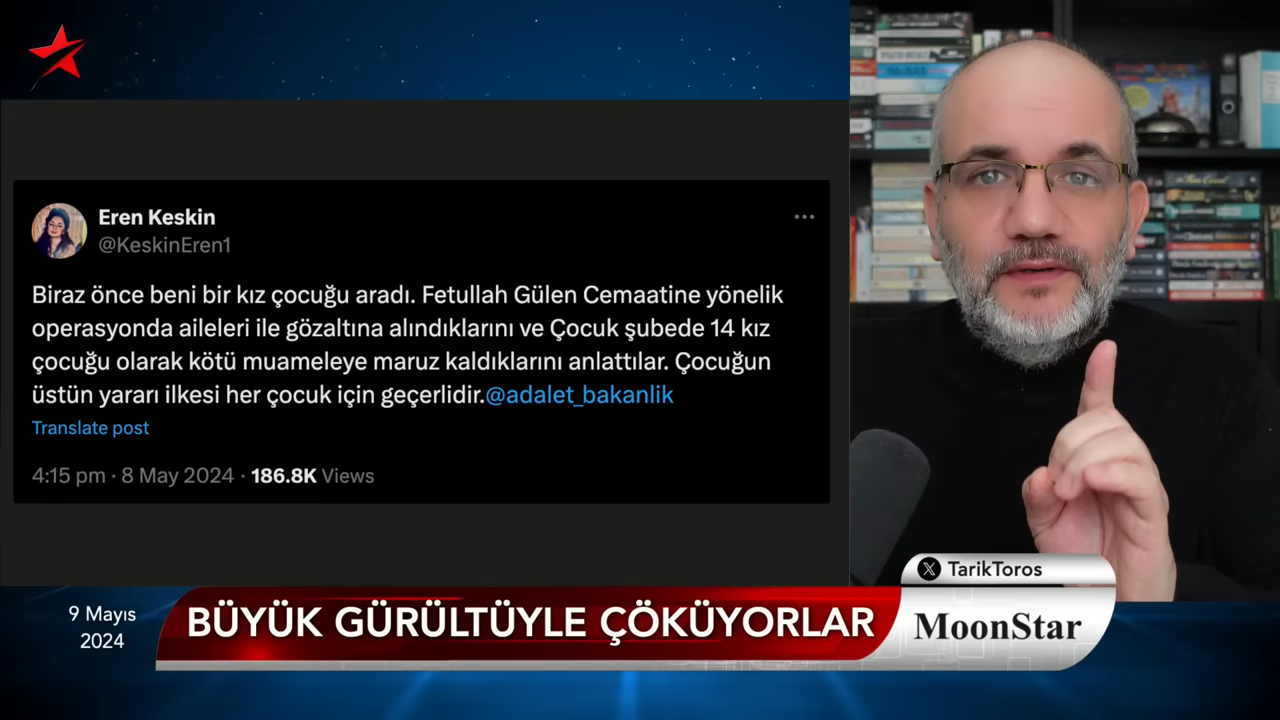 Eren Keskin
@KeskinEren1
Biraz önce beni bir kız çocuğu aradı. Fetullah Gülen Cemaatine yönelik
operasyonda aileleri ile gözaltına alındıklarını ve Çocuk şubede 14 kız
çocuğu olarak kötü muameleye maruz kaldıklarını anlattılar. Çocuğun
üstün yararı ilkesi her çocuk için geçerlidir.@adalet_bakanlik
Translate post
4:15 pm · 8 May 2024 · 186.8K Views
TarikToros
9 Mayıs
2024
BÜYÜK GÜRÜLTÜYLE ÇÖKÜYORLAR
MoonStar